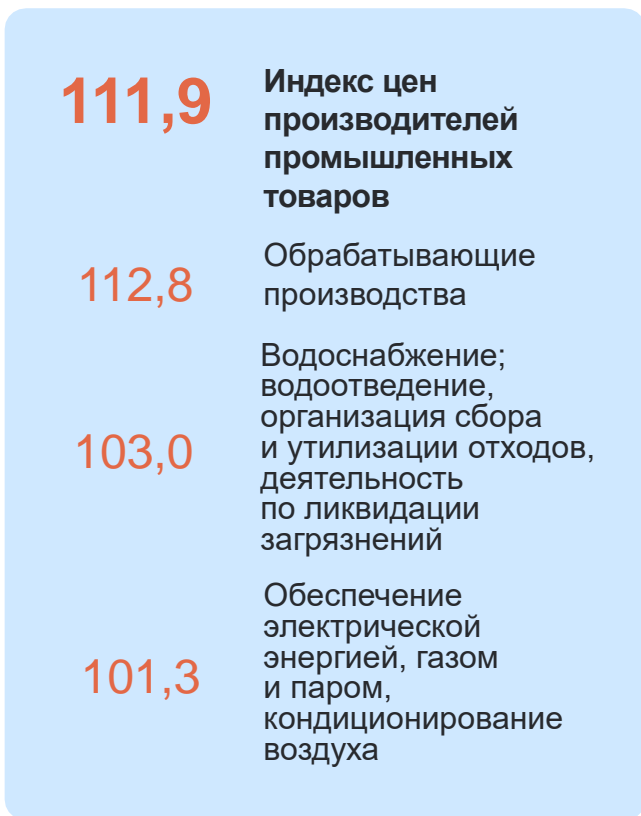 111,9
Индекс цен
производителей
промышленных
товаров
112,8
Обрабатывающие
производства
103,0
Водоснабжение;
водоотведение,
организация сбора
и утилизации отходов,
деятельность
по ликвидации
загрязнений
101,3
Обеспечение
электрической
энергией, газом
и паром,
кондиционирование
воздуха